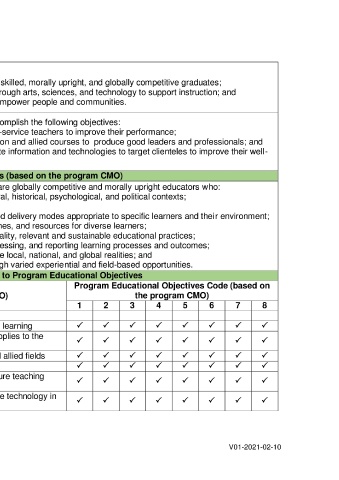 skilled, morally upright, and globally competitive graduates;
rough arts, sciences, and technology to support instruction; and
mpower people and communities.
complish the following objectives:
-service teachers to improve their performance;
on and allied courses to produce good leaders and professionals; and
te information and technologies to target clienteles to improve their well-
s (based on the program CMO)
are globally competitive and morally upright educators who:
al, historical, psychological, and political contexts;
d delivery modes appropriate to specific learners and their environment;
nes, and resources for diverse learners;
ality, relevant and sustainable educational practices;
essing, and reporting learning processes and outcomes;
e local, national, and global realities; and
gh varied experiential and field-based opportunities.
to Program Educational Objectives
Program Educational Objectives Code (based on
O) the program CMO)
1 2 3 4 5 6 7 8
learning ✓ ✓ ✓ ✓ ✓ ✓ ✓ ✓
pplies to the ✓ ✓ ✓ ✓ ✓ ✓ ✓ ✓
d allied fields ✓ ✓ ✓ ✓ ✓ ✓ ✓ ✓
✓ ✓ ✓ ✓ ✓ ✓ ✓ ✓
ure teaching ✓ ✓ ✓ ✓ ✓ ✓ ✓ ✓
e technology in ✓ ✓ ✓ ✓ ✓ ✓ ✓ ✓
V01-2021-02-10